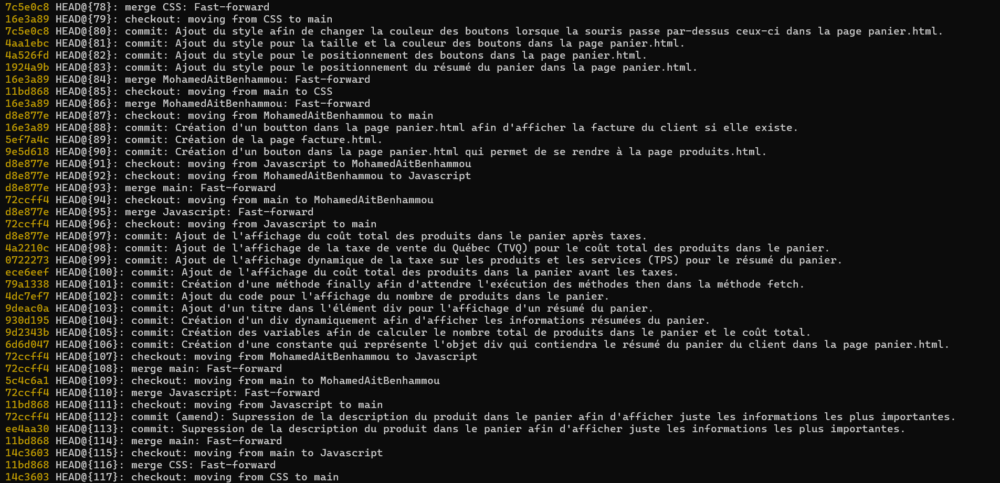 7c5e0c8 HEAD@{78}: merge CSS: Fast-forward
16e3a89 HEAD@{79}: checkout: moving from CSS to main
7c5e0c8 HEAD@{80}: commit: Ajout du style afin de changer la couleur des boutons lorsque la souris passe par-dessus ceux-ci dans la page panier.html.
4aa1ebc HEAD@{81}: commit: Ajout du style pour la taille et la couleur des boutons dans la page panier.html.
4a526fd HEAD@{82}: commit: Ajout du style pour le positionnement des boutons dans la page panier.html.
1924a9b HEAD@{83}: commit: Ajout du style pour le positionnement du résumé du panier dans la page panier.html.
16e3a89 HEAD@{84}: merge MohamedAitBenhammou: Fast-forward
11bd868 HEAD@{85}: checkout: moving from main to CSS
16e3a89 HEAD@{86}: merge MohamedAitBenhammou: Fast-forward
d8e877e HEAD@{87}: checkout: moving from MohamedAitBenhammou to main
16e3a89 HEAD@{88}: commit: Création d'un boutton dans la page panier.html afin d'afficher la facture du client si elle existe.
5ef7a4c HEAD@{89}: commit: Création de la page facture.html.
9e5d618 HEAD@{90}: commit: Création d'un bouton dans la page panier.html qui permet de se rendre à la page produits.html.
d8e877e HEAD@{91}: checkout: moving from Javascript to MohamedAitBenhammou
d8e877e HEAD@{92}: checkout: moving from MohamedAitBenhammou to Javascript
d8e877e HEAD@{93}: merge main: Fast-forward
72ccff4 HEAD@{94}: checkout: moving from main to MohamedAitBenhammou
d8e877e HEAD@{95}: merge Javascript: Fast-forward
72ccff4 HEAD@{96}: checkout: moving from Javascript to main
d8e877e HEAD@{97}: commit: Ajout de l'affichage du coût total des produits dans le panier après taxes.
4a2210c HEAD@{98}: commit: Ajout de l'affichage de la taxe de vente du Québec (TVQ) pour le coût total des produits dans le panier.
0722273 HEAD@{99}: commit: Ajout de l'affichage dynamique de la taxe sur les produits et les services (TPS) pour le résumé du panier.
ece6eef HEAD@{100}: commit: Ajout de l'affichage du coût total des produits dans la panier avant les taxes.
79a1338 HEAD@{101}: commit: Création d'une méthode finally afin d'attendre l'exécution des méthodes then dans la méthode fetch.
4dc7ef7 HEAD@{102}: commit: Ajout du code pour l'affichage du nombre de produits dans le panier.
9deac0a HEAD@{103}: commit: Ajout d'un titre dans l'élément div pour l'affichage d'un résumé du panier.
930d195 HEAD@{104}: commit: Création d'un div dynamiquement afin d'afficher les informations résumées du panier.
9d2343b HEAD@{105}: commit: Création des variables afin de calculer le nombre total de produits dans le panier et le coût total.
6d6d047 HEAD@{106}: commit: Création d'une constante qui représente l'objet div qui contiendra le résumé du panier du client dans la page panier.html.
72ccff4 HEAD@{107}: checkout: moving from MohamedAitBenhammou to Javascript
72ccff4 HEAD@{108}: merge main: Fast-forward
5c4c6a1 HEAD@{109}: checkout: moving from main to MohamedAitBenhammou
72ccff4 HEAD@{110}: merge Javascript: Fast-forward
11bd868 HEAD@{111}: checkout: moving from Javascript to main
72ccff4 HEAD@{112}: commit (amend): Supression de la description du produit dans le panier afin d'afficher juste les informations les plus importantes.
ee4aa30 HEAD@{113}: commit: Supression de la description du produit dans le panier afin d'afficher juste les informations les plus importantes.
11bd868 HEAD@{114}: merge main: Fast-forward
14c3603 HEAD@{115}: checkout: moving from main to Javascript
11bd868 HEAD@{116}: merge CSS: Fast-forward
14c3603 HEAD@{117}: checkout: moving from CSS to main